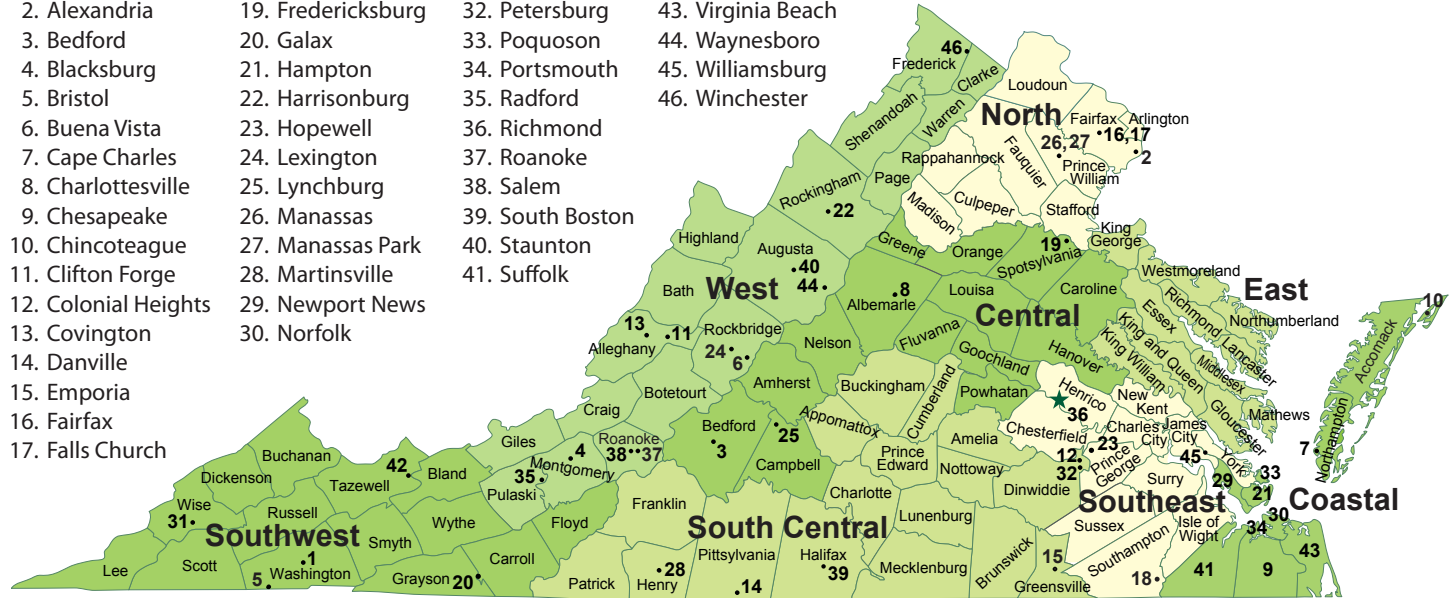 2. Alexandria
3. Bedford
4. Blacksburg
5. Bristol
6. Buena Vista
7. Cape Charles
8. Charlottesville
9. Chesapeake
10. Chincoteague
11. Clifton Forge
12. Colonial Heights
13. Covington
14. Danville
15. Emporia
16. Fairfax
17. Falls Church
19. Fredericksburg
20. Galax
21. Hampton
22. Harrisonburg
23. Hopewell
24. Lexington
25. Lynchburg
26. Manassas
27. Manassas Park
28. Martinsville
29. Newport News
30. Norfolk
32. Petersburg
33. Poquoson
34. Portsmouth
35. Radford
36. Richmond
37. Roanoke
38. Salem
39. South Boston
40. Staunton
41. Suffolk
43. Virginia Beach
44. Waynesboro
45. Williamsburg
46. Winchester
46
Frederick
Clarke
Loudoun
Shenandoah
Warren
North
Fairfax
Arlington
16,17
26,27
2
Rappahannock
Fauquier
Prince
William
Page
Rockingham
22
Madison
Culpeper
Stafford
Highland
Augusta
40
44
Greene
Orange
19
Spotsylvania
King
George
Westmoreland
East
Bath
West
8
Albemarle
Louisa
Caroline
Central
Essex
Richmond
Northumberland
10
13
11
Alleghany
Rockbridge
24
6
Nelson
Fluvanna
Goochland
Hanover
King William
King and Queen
Lancaster
Middlesex
Accomack
Botetourt
Amherst
Buckingham
Cumberland
Powhatan
Henrico
36
New
Kent
Gloucester
Mathews
Northampton
7
Craig
Giles
4
Roanoke
38
37
Bedford
3
25
Appomattox
Amelia
Chesterfield
Charles
City
James
City
45
York
23
12
32
Prince
George
Buchanan
Dickenson
42
Tazewell
Bland
35
Montgomery
Pulaski
Campbell
Prince
Edward
Nottoway
Dinwiddie
Surry
29
33
21
Wise
31
Russell
Southwest
Wythe
Floyd
Franklin
Charlotte
Lunenburg
Southeast
Sussex
Isle of
Wight
30
34
Coastal
Lee
Scott
1
Washington
5
Smyth
Grayson
20
Carroll
South Central
Patrick
28
Henry
Pittsylvania
14
Halifax
39
Mecklenburg
Brunswick
15
Greensville
Southampton
18
41
9
43